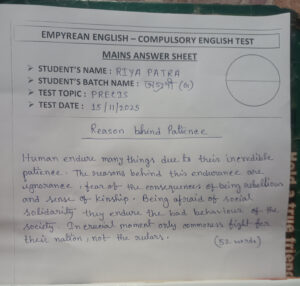 EMPYREAN ENGLISH – COMPULSORY ENGLISH TEST
MAINS ANSWER SHEET
➤ STUDENT'S NAME : RIYA PATRA
➤ STUDENT'S BATCH NAME :
➤ TEST TOPIC : PRECIS
➤ TEST DATE : 15/11/2025
Reason bhind Patience
Human endure many things due to their incredible
patience. The reasons behind this endurance are
ignorance, fear of the consequences of being rebellious
and sense of kinship. Being afraid of social
solidarity they endure the bad behaviour of the
society. In crucial moment only commoners fight for
their nation, not the rulers.
(52 words)
a true friend